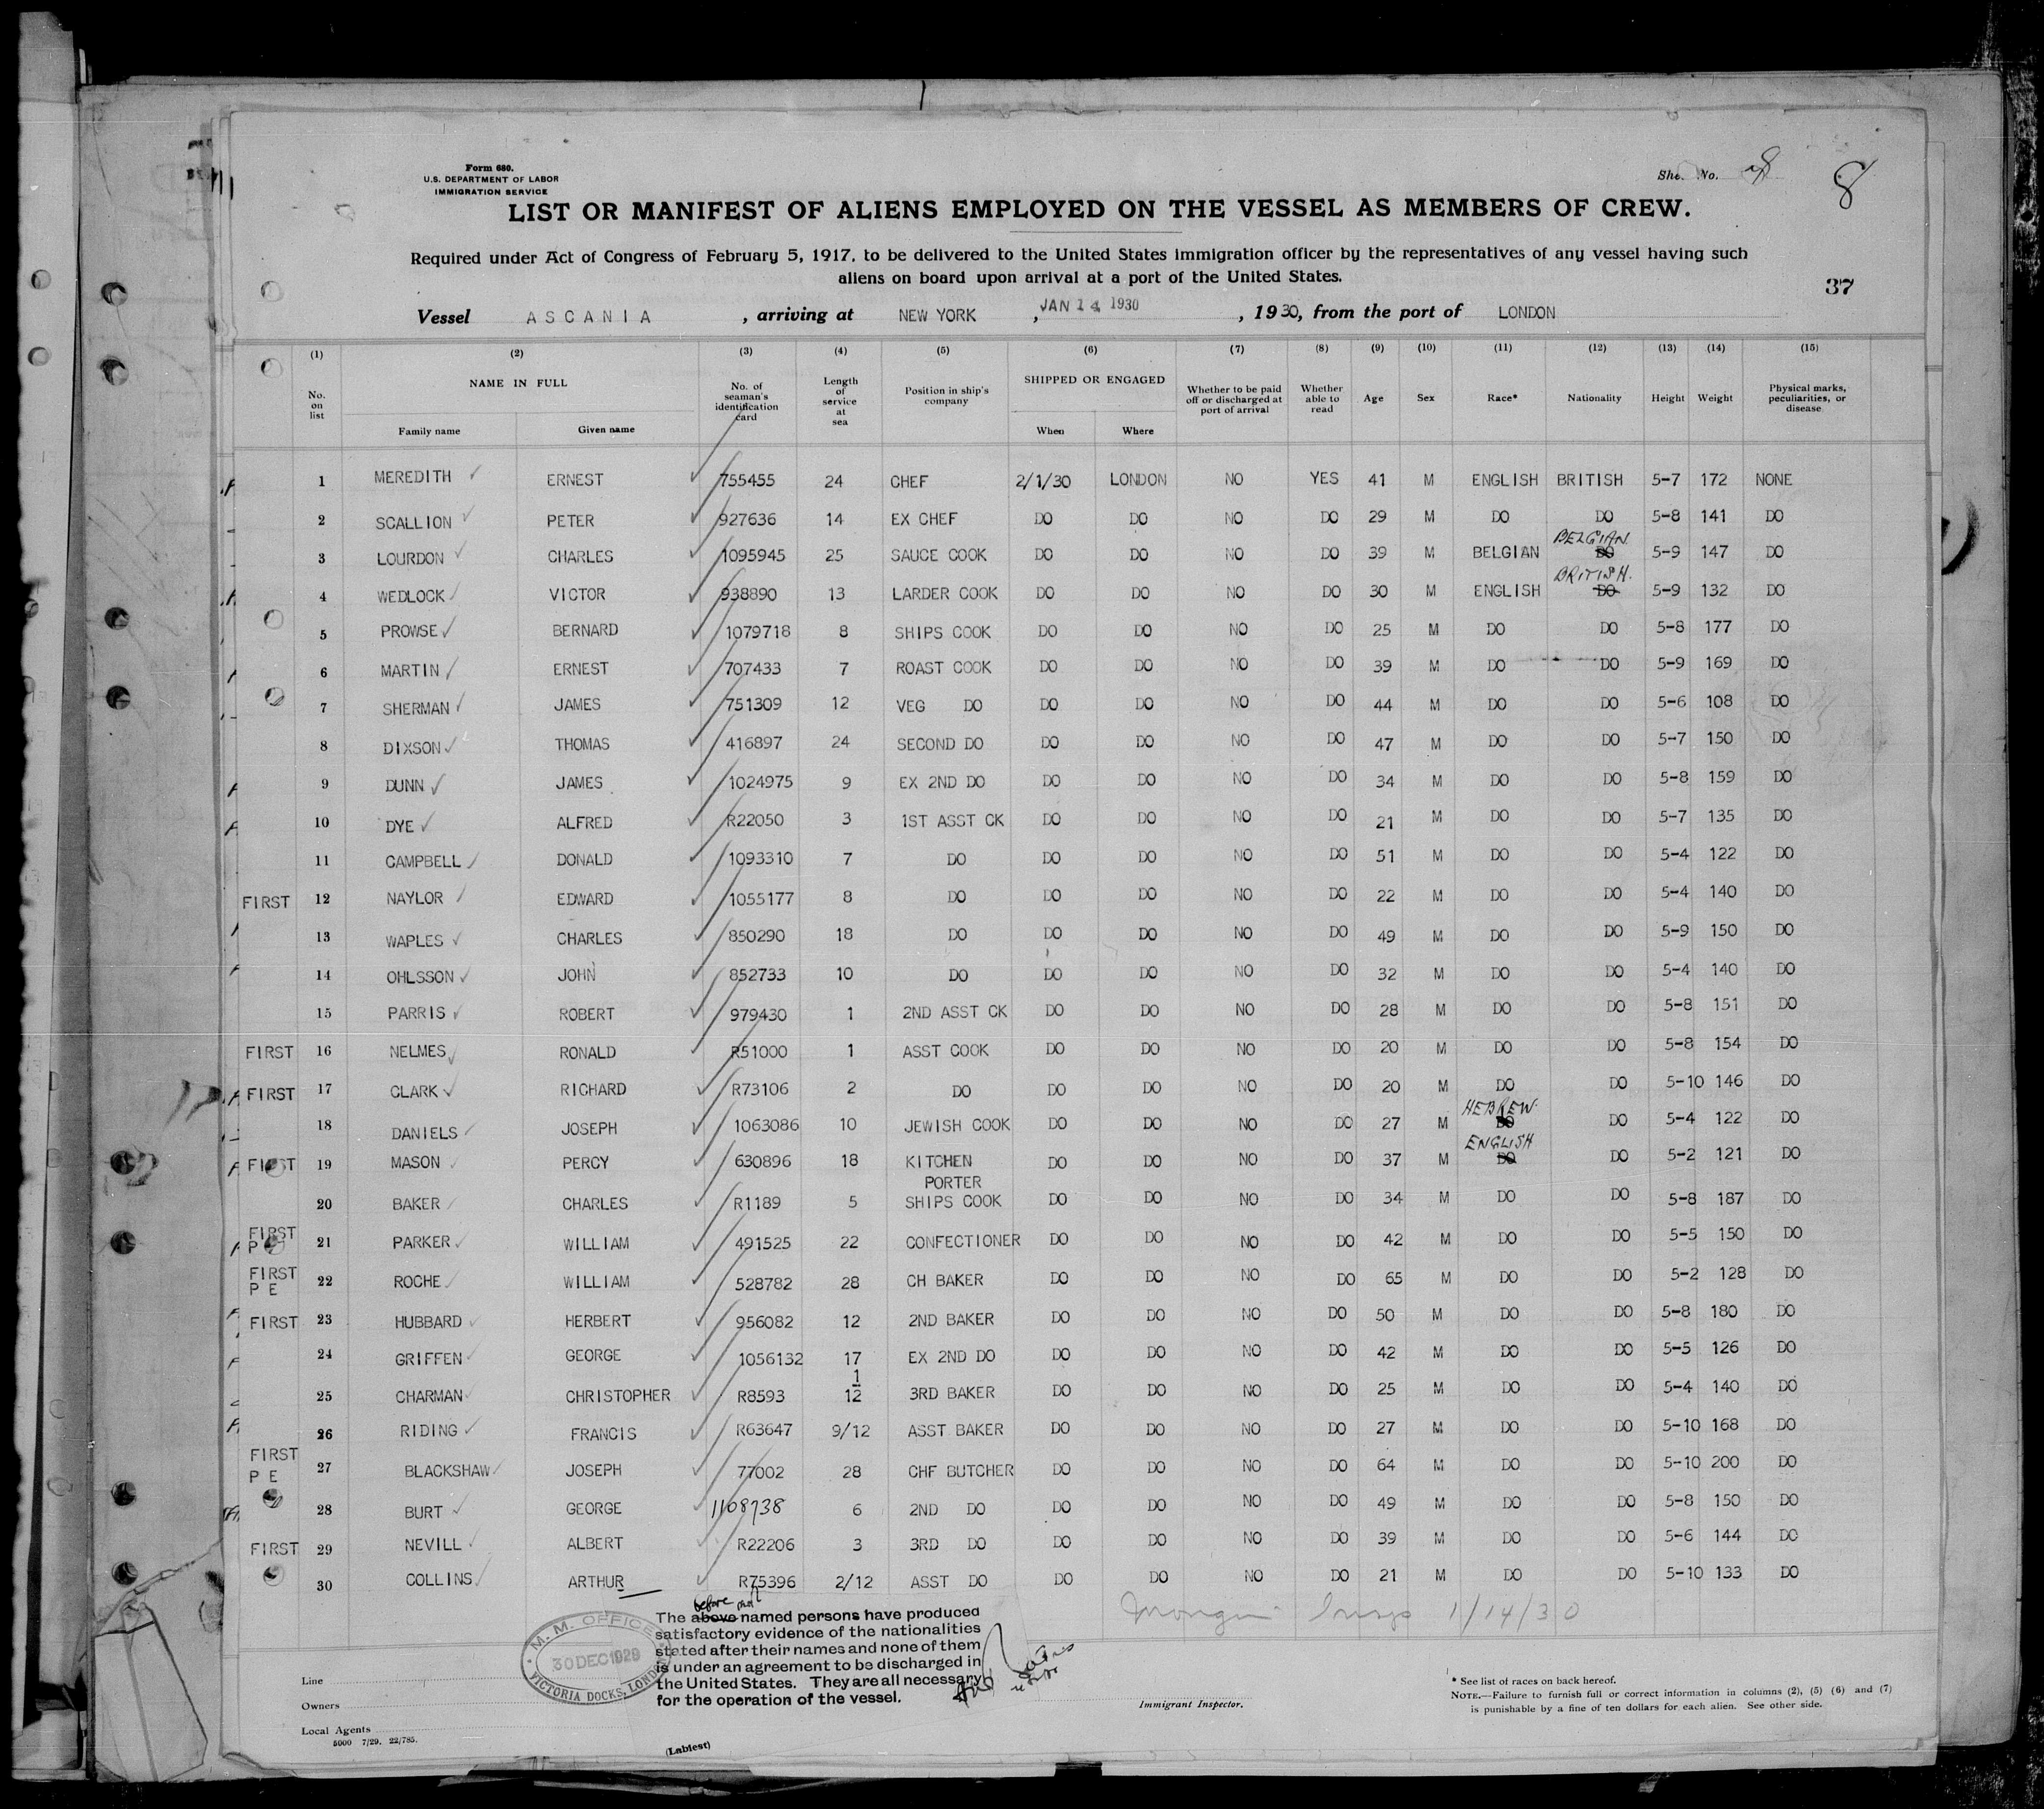 Form 680.
U.S. DEPARTMENT OF LABOR
IMMIGRATION SERVICE
No. 8
8
LIST OR MANIFEST OF ALIENS EMPLOYED ON THE VESSEL AS MEMBERS OF CREW.
Required under Act of Congress of February 5, 1917, to be delivered to the United States immigration officer by the representatives of any vessel having such
aliens on board upon arrival at a port of the United States.
37
Vessel ASCANIA, arriving at NEW YORK, JAN 14 1930, 1930, from the port of LONDON
(1) (2) (3) (4) (5) (6) (7) (8) (9) (10) (11) (12) (13) (14) (15)
No. on list NAME IN FULL Family name Given name No. of seaman's identification card Length of service at sea Position in ship's company SHIPPED OR ENGAGED When Where Whether to be paid off or discharged at port of arrival Whether able to read Age Sex Race* Nationality Height Weight Physical marks, peculiarities, or disease
1 MEREDITH ERNEST 755455 24 CHEF 2/1/30 LONDON NO YES 41 M ENGLISH BRITISH 5-7 172 NONE
2 SCALLION PETER 927636 14 EX CHEF DO DO NO DO 29 M DO DO 5-8 141 DO
3 LOURDON CHARLES 1095945 25 SAUCE COOK DO DO NO DO 39 M BELGIAN DO BELGIAN 5-9 147 DO
4 WEDLOCK VICTOR 938890 13 LARDER COOK DO DO NO DO 30 M ENGLISH DO BRITISH. 5-9 132 DO
5 PROWSE BERNARD 1079718 8 SHIPS COOK DO DO NO DO 25 M DO DO 5-8 177 DO
6 MARTIN ERNEST 707433 7 ROAST COOK DO DO NO DO 39 M DO DO 5-9 169 DO
7 SHERMAN JAMES 751309 12 VEG DO DO DO NO DO 44 M DO DO 5-6 108 DO
8 DIXSON THOMAS 416897 24 SECOND DO DO DO NO DO 47 M DO DO 5-7 150 DO
9 DUNN JAMES 1024975 9 EX 2ND DO DO DO NO DO 34 M DO DO 5-8 159 DO
10 DYE ALFRED R22050 3 1ST ASST CK DO DO NO DO 21 M DO DO 5-7 135 DO
11 CAMPBELL DONALD 1093310 7 DO DO DO NO DO 51 M DO DO 5-4 122 DO
FIRST 12 NAYLOR EDWARD 1055177 8 DO DO DO NO DO 22 M DO DO 5-4 140 DO
13 WAPLES CHARLES 850290 18 DO DO DO NO DO 49 M DO DO 5-9 150 DO
14 OHLSSON JOHN 852733 10 DO DO DO NO DO 32 M DO DO 5-4 140 DO
15 PARRIS ROBERT 979430 1 2ND ASST CK DO DO NO DO 28 M DO DO 5-8 151 DO
FIRST 16 NELMES RONALD R51000 1 ASST COOK DO DO NO DO 20 M DO DO 5-8 154 DO
FIRST 17 CLARK RICHARD R73106 2 DO DO DO NO DO 20 M DO DO 5-10 146 DO
18 DANIELS JOSEPH 1063086 10 JEWISH COOK DO DO NO DO 27 M DO HEBREW. DO 5-4 122 DO
FIRST 19 MASON PERCY 630896 18 KITCHEN PORTER DO DO NO DO 37 M DO ENGLISH DO 5-2 121 DO
20 BAKER CHARLES R1189 5 SHIPS COOK DO DO NO DO 34 M DO DO 5-8 187 DO
FIRST P 21 PARKER WILLIAM 491525 22 CONFECTIONER DO DO NO DO 42 M DO DO 5-5 150 DO
FIRST P E 22 ROCHE WILLIAM 528782 28 CH BAKER DO DO NO DO 65 M DO DO 5-2 128 DO
FIRST 23 HUBBARD HERBERT 956082 12 2ND BAKER DO DO NO DO 50 M DO DO 5-8 180 DO
24 GRIFFEN GEORGE 1056132 17 EX 2ND DO DO DO NO DO 42 M DO DO 5-5 126 DO
25 CHARMAN CHRISTOPHER R8593 1/12 3RD BAKER DO DO NO DO 25 M DO DO 5-4 140 DO
26 RIDING FRANCIS R63647 9/12 ASST BAKER DO DO NO DO 27 M DO DO 5-10 168 DO
FIRST P E 27 BLACKSHAW JOSEPH 77002 28 CHF BUTCHER DO DO NO DO 64 M DO DO 5-10 200 DO
28 BURT GEORGE 1108738 6 2ND DO DO DO NO DO 49 M DO DO 5-8 150 DO
FIRST 29 NEVILL ALBERT R22206 3 3RD DO DO DO NO DO 39 M DO DO 5-6 144 DO
30 COLLINS ARTHUR R75396 2/12 ASST DO DO DO NO DO 21 M DO DO 5-10 133 DO
Insp 1/14/30
M. M. OFFICE
30 DEC 1929
VICTORIA DOCKS, LONDON
before
The above named persons have produced
satisfactory evidence of the nationalities
stated after their names and none of them
is under an agreement to be discharged in
the United States. They are all necessary
for the operation of the vessel.
Line
Owners
Local Agents
5000 7/29. 22/785.
(Lablest)
Immigrant Inspector.
* See list of races on back hereof.
NOTE.—Failure to furnish full or correct information in columns (2), (5) (6) and (7)
is punishable by a fine of ten dollars for each alien. See other side.